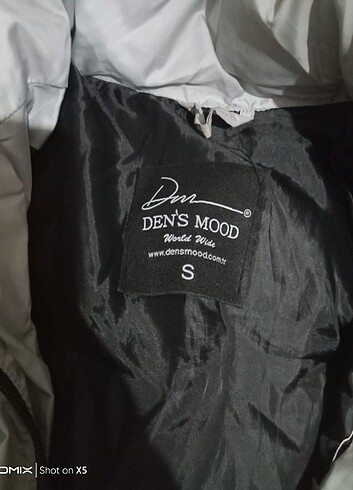 Dm
DEN'S MOOD
World Wide
www.densmood.com.tr
S
OMIX | Shot on X5